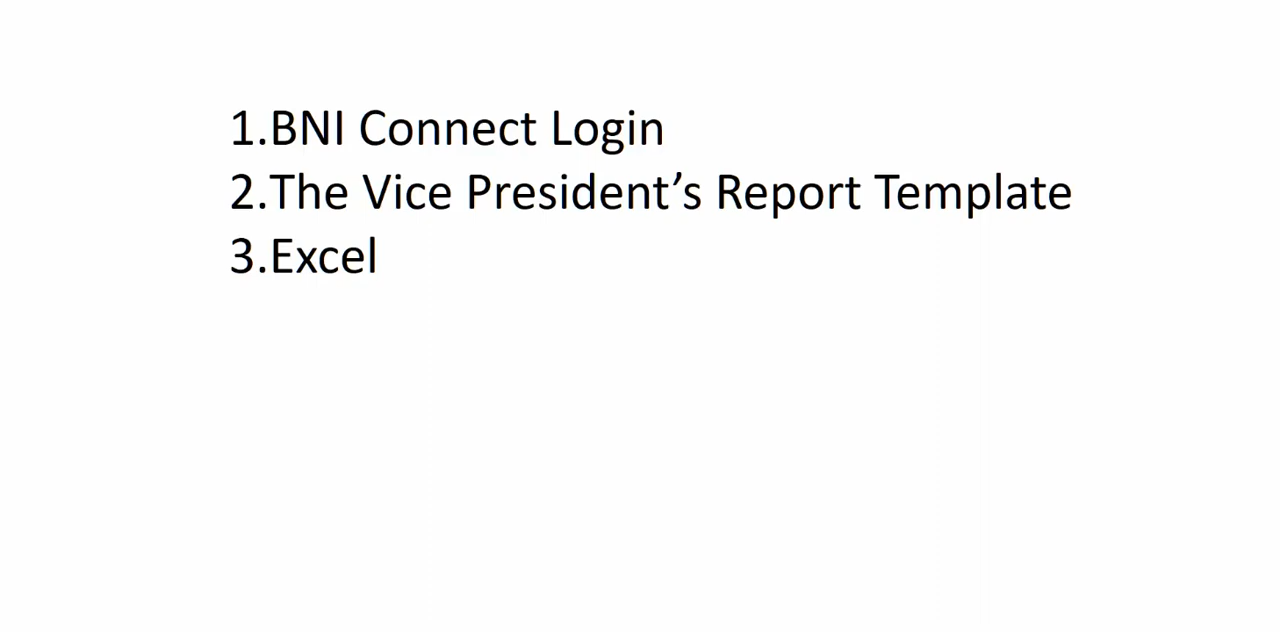 1.BNI Connect Login
2.The Vice President’s Report Template
3.Excel